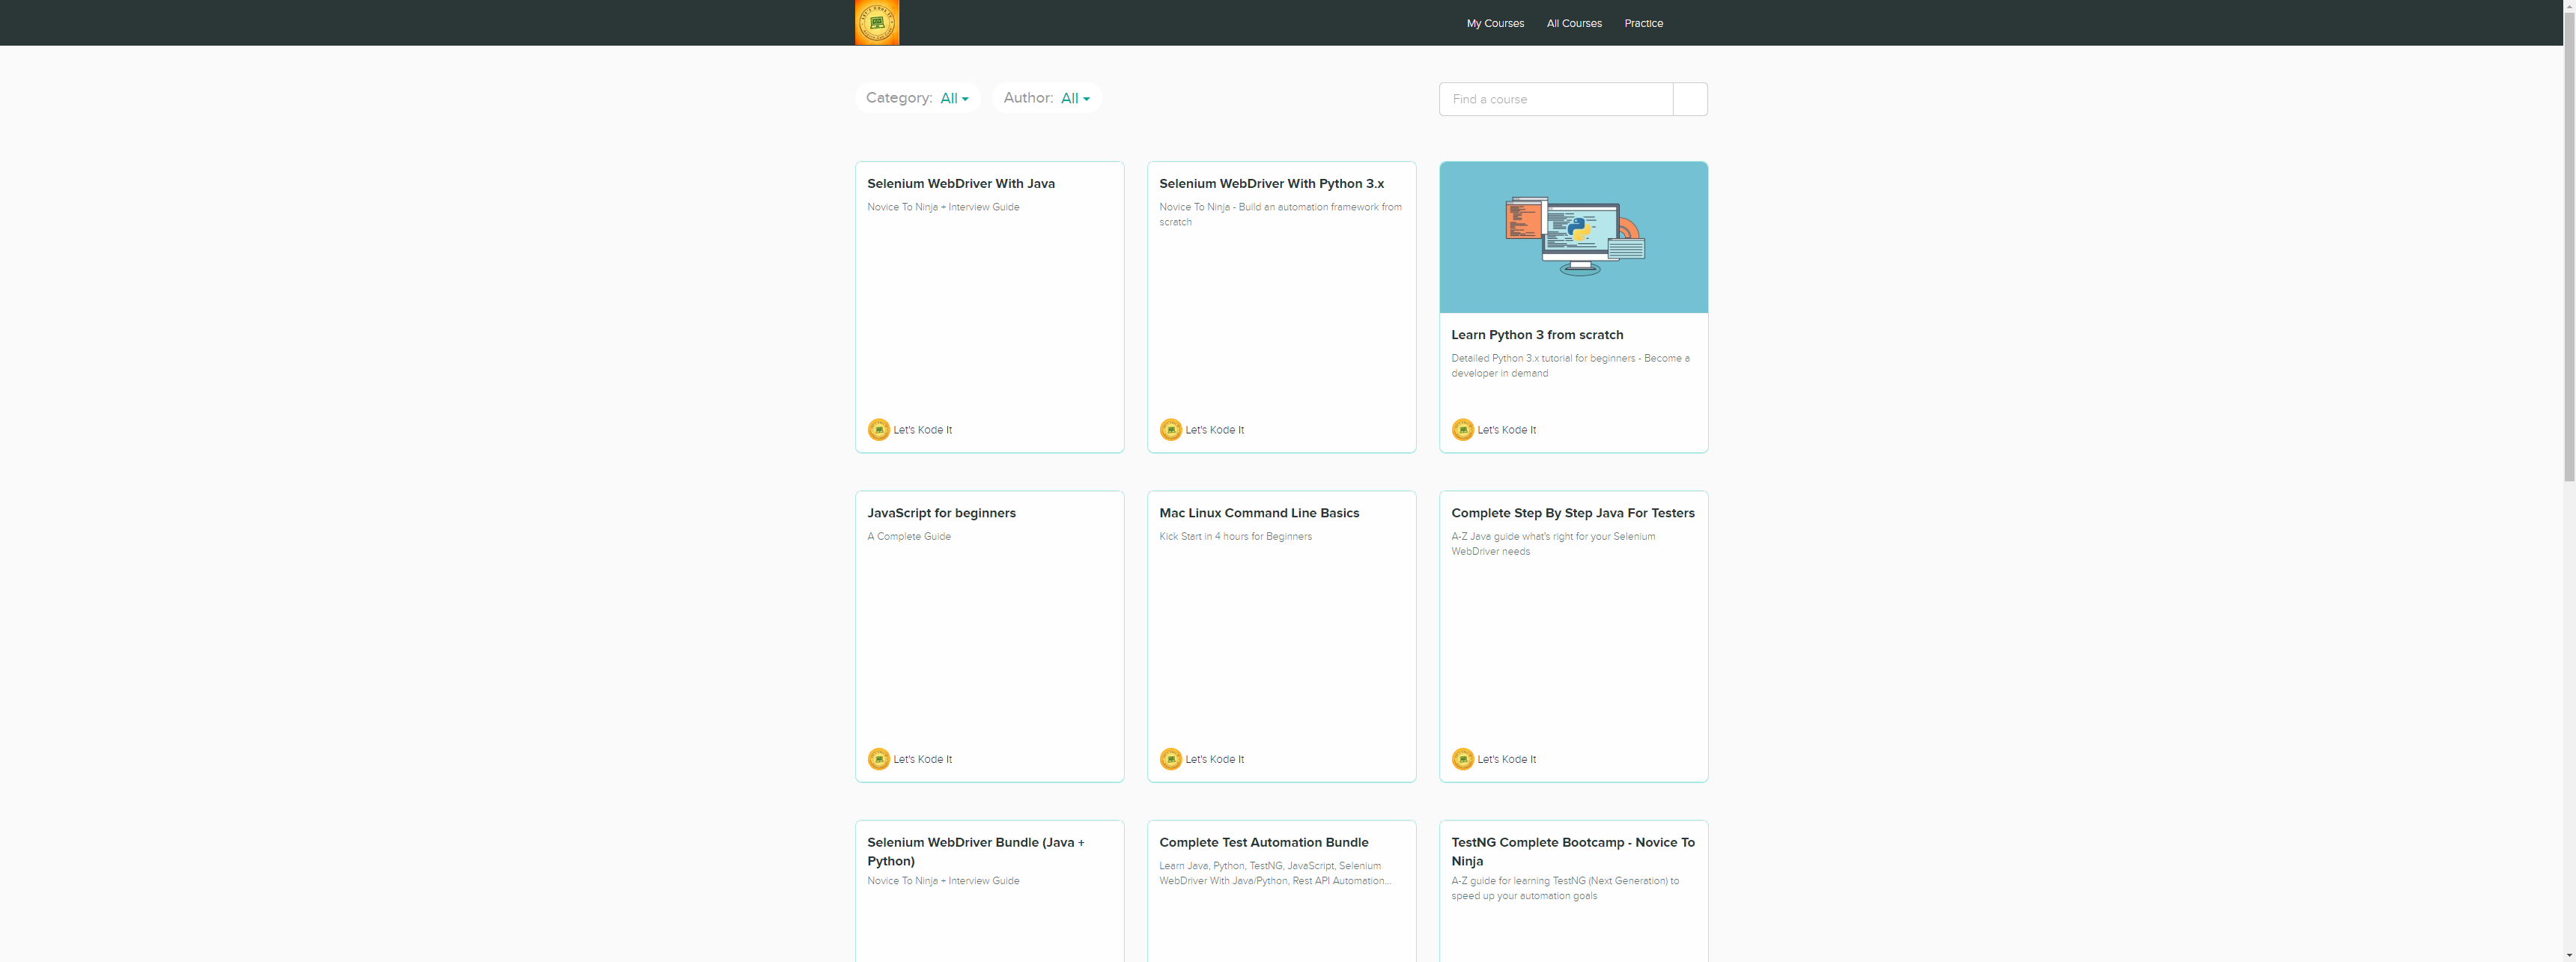 My Courses
All Courses
Practice
Category: All
Author: All
Find a course
Selenium WebDriver With Java
Novice To Ninja + Interview Guide
Let's Kode It
Selenium WebDriver With Python 3.x
Novice To Ninja - Build an automation framework from
scratch
Let's Kode It
Learn Python 3 from scratch
Detailed Python 3.x tutorial for beginners - Become a
developer in demand
Let's Kode It
JavaScript for beginners
A Complete Guide
Let's Kode It
Mac Linux Command Line Basics
Kick Start in 4 hours for Beginners
Let's Kode It
Complete Step By Step Java For Testers
A-Z Java guide what's right for your Selenium
WebDriver needs
Let's Kode It
Selenium WebDriver Bundle (Java +
Python)
Novice To Ninja + Interview Guide
Complete Test Automation Bundle
Learn Java, Python, TestNG, JavaScript, Selenium
WebDriver With Java/Python, Rest API Automation...
TestNG Complete Bootcamp - Novice To
Ninja
A-Z guide for learning TestNG (Next Generation) to
speed up your automation goals